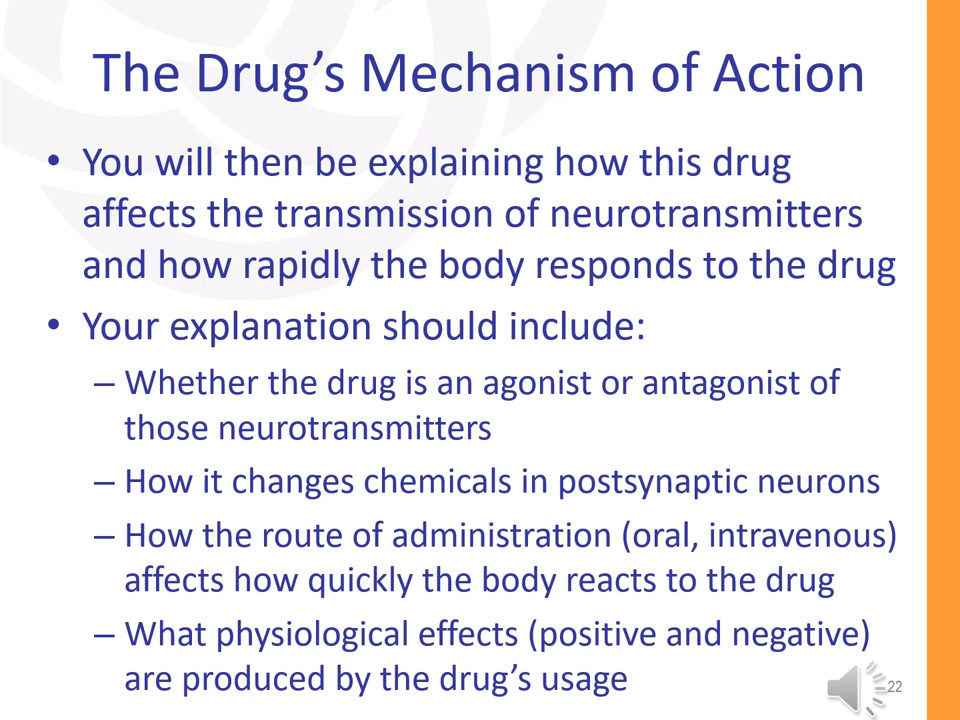 The Drug’s Mechanism of Action
• You will then be explaining how this drug
affects the transmission of neurotransmitters
and how rapidly the body responds to the drug
• Your explanation should include:
– Whether the drug is an agonist or antagonist of
those neurotransmitters
– How it changes chemicals in postsynaptic neurons
– How the route of administration (oral, intravenous)
affects how quickly the body reacts to the drug
– What physiological effects (positive and negative)
are produced by the drug’s usage
22